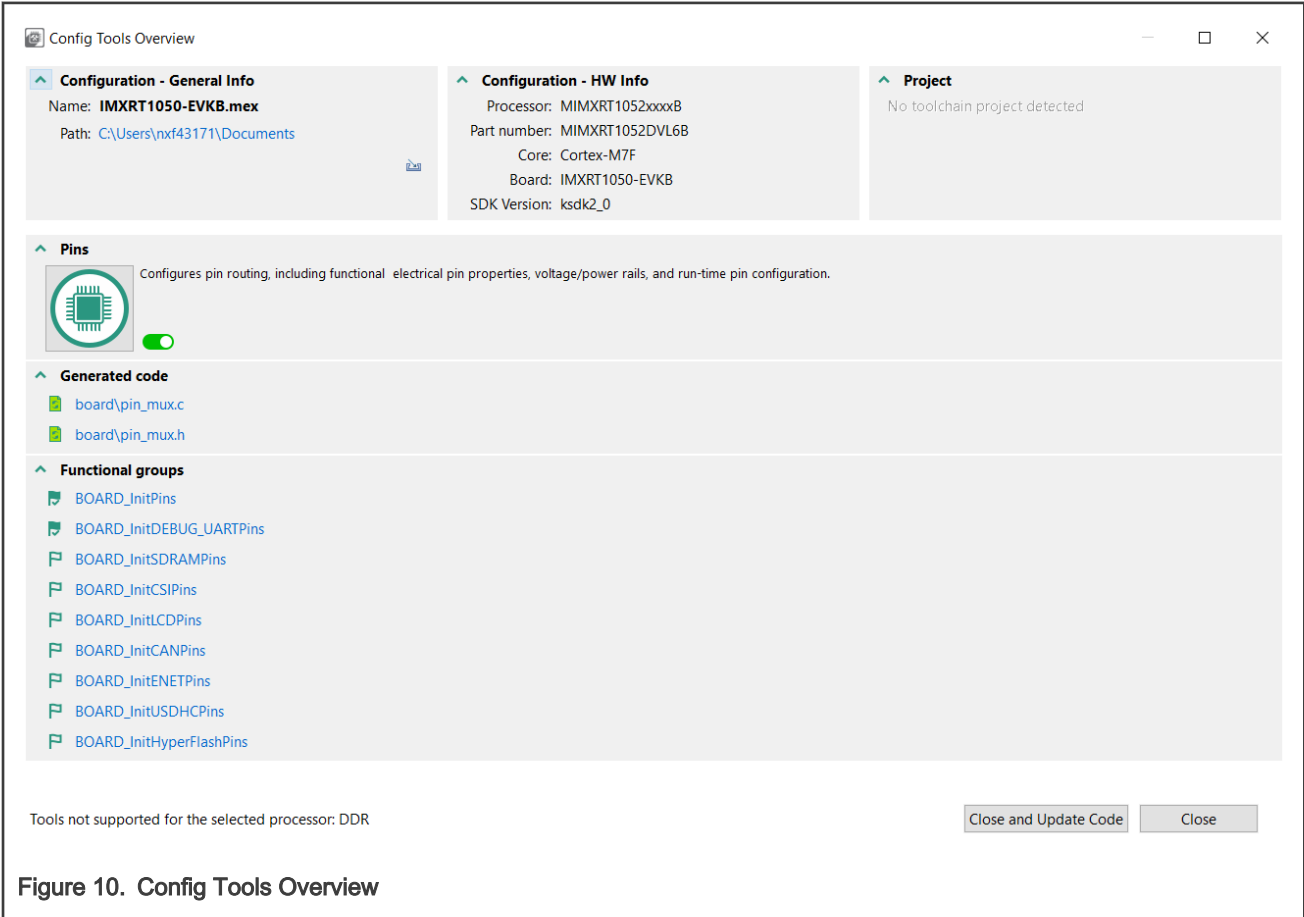 Config Tools Overview
Configuration - General Info
Name: IMXRT1050-EVKB.mex
Path: C:\Users\nxf43171\Documents
Configuration - HW Info
Processor: MIMXRT1052xxxxB
Part number: MIMXRT1052DVL6B
Core: Cortex-M7F
Board: IMXRT1050-EVKB
SDK Version: ksdk2_0
Project
No toolchain project detected
Pins
Configures pin routing, including functional electrical pin properties, voltage/power rails, and run-time pin configuration.
Generated code
board\pin_mux.c
board\pin_mux.h
Functional groups
BOARD_InitPins
BOARD_InitDEBUG_UARTPins
BOARD_InitSDRAMPins
BOARD_InitCSIPins
BOARD_InitLCDPins
BOARD_InitCANPins
BOARD_InitENETPins
BOARD_InitUSDHCPins
BOARD_InitHyperFlashPins
Tools not supported for the selected processor: DDR
Close and Update Code
Close
Figure 10. Config Tools Overview